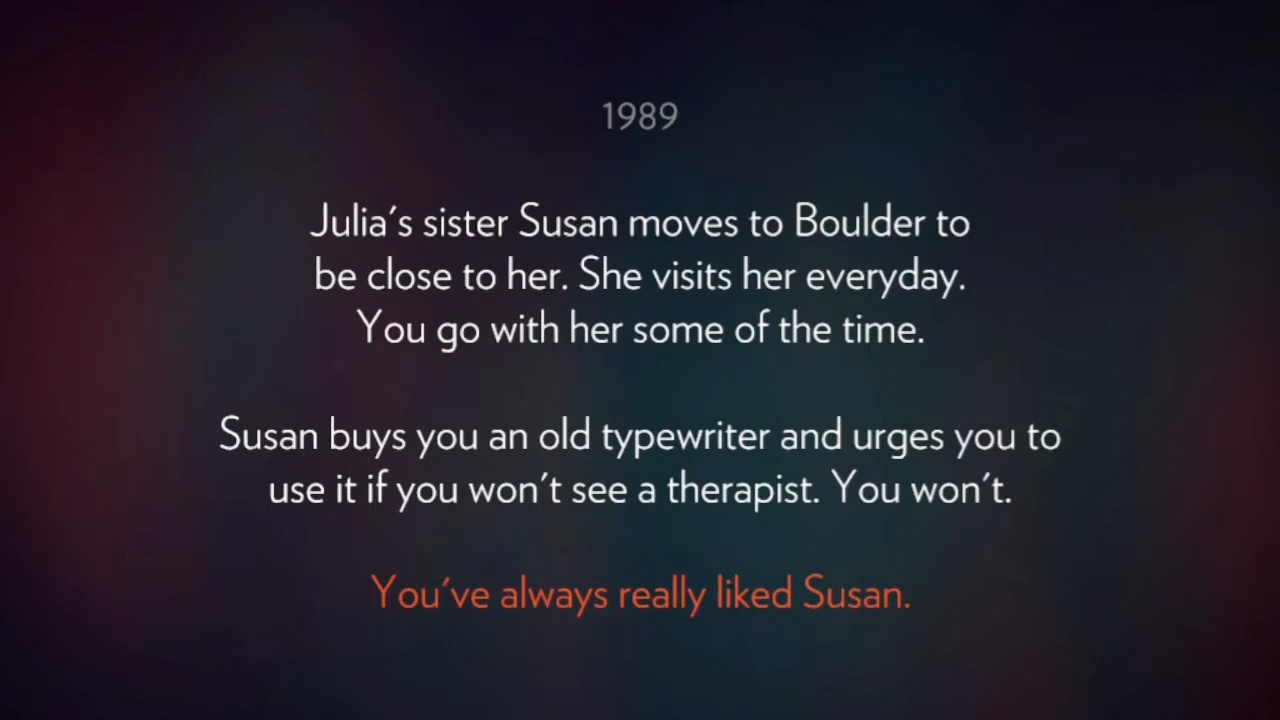 1989
Julia's sister Susan moves to Boulder to
be close to her. She visits her everyday.
You go with her some of the time.
Susan buys you an old typewriter and urges you to
use it if you won't see a therapist. You won't.
You've always really liked Susan.